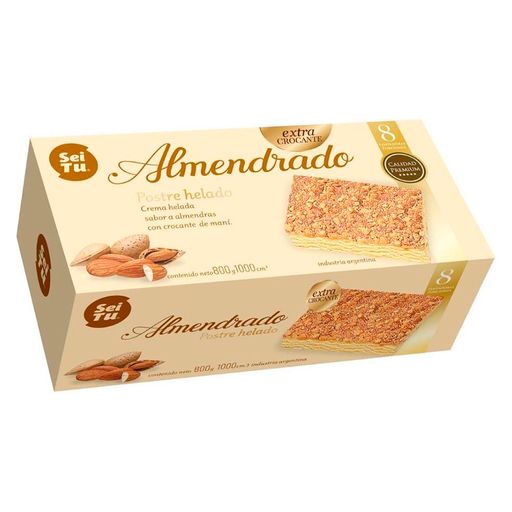 Sei
Tu.
Almendrado
extra
CROCANTE
8
CALIDAD
PREMIUM
Postre helado
Crema helada
sabor a almendras
con crocante de maní.
contenido neto 800g 1000cm³
industria argentina
Sei
Tu.
Almendrado
Postre helado
extra
CROCANTE
8
contenido neto 800g 1000cm³ industria argentina